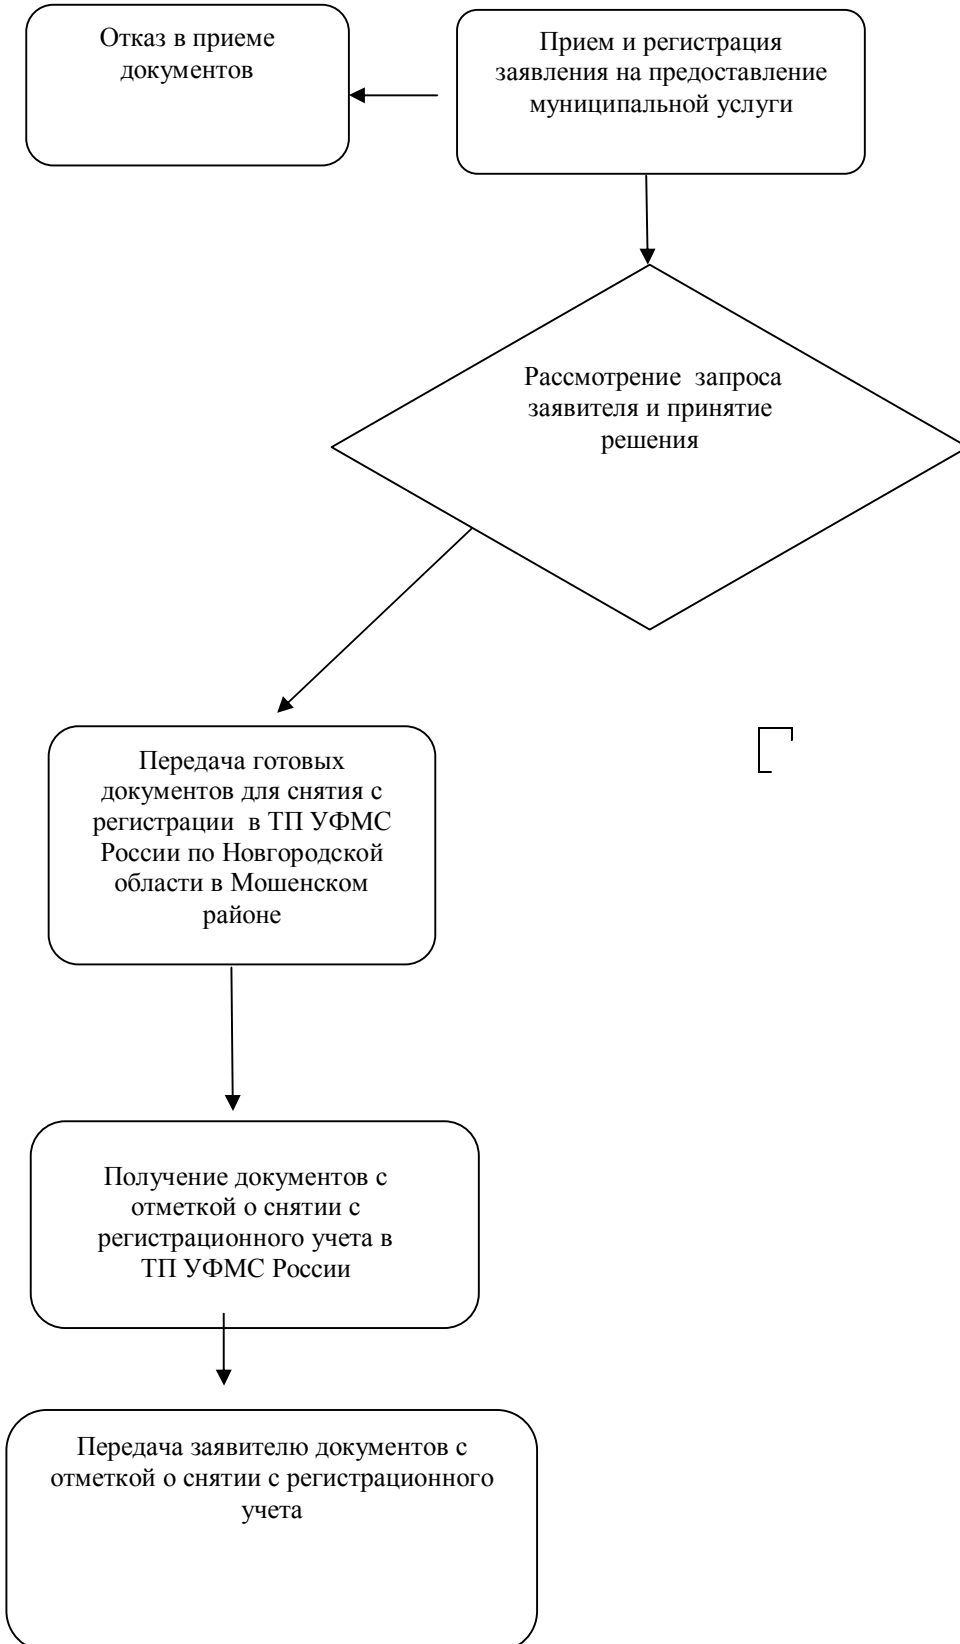 Отказ в приеме
документов
Прием и регистрация
заявления на предоставление
муниципальной услуги
Рассмотрение запроса
заявителя и принятие
решения
Передача готовых
документов для снятия с
регистрации в ТП УФМС
России по Новгородской
области в Мошенском
районе
Получение документов с
отметкой о снятии с
регистрационного учета в
ТП УФМС России
Передача заявителю документов с
отметкой о снятии с регистрационного
учета